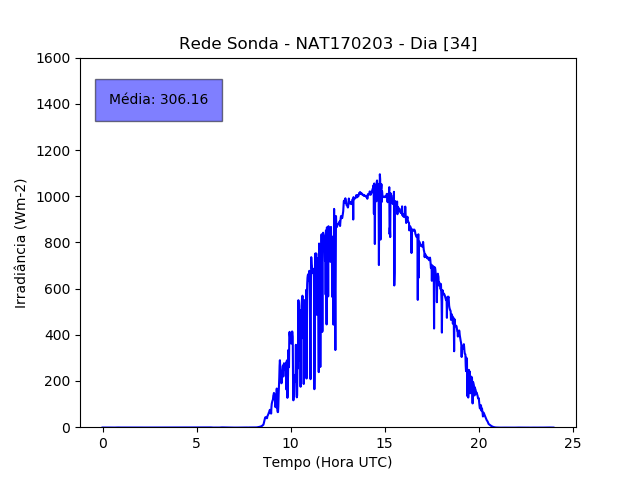 Rede Sonda - NAT170203 - Dia [34]
Média: 306.16
Irradiância (Wm-2)
1600
1400
1200
1000
800
600
400
200
0
0 5 10 15 20 25
Tempo (Hora UTC)